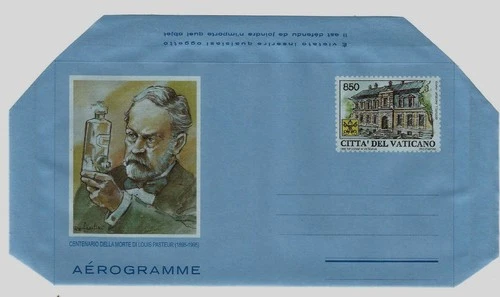 È vietato inserire qualsiasi oggetto
Il est défendu de joindre n'importe quel objet
850
CITTA' DEL VATICANO
CENTENARIO DELLA MORTE DI LOUIS PASTEUR (1895-1995)
AÉROGRAMME